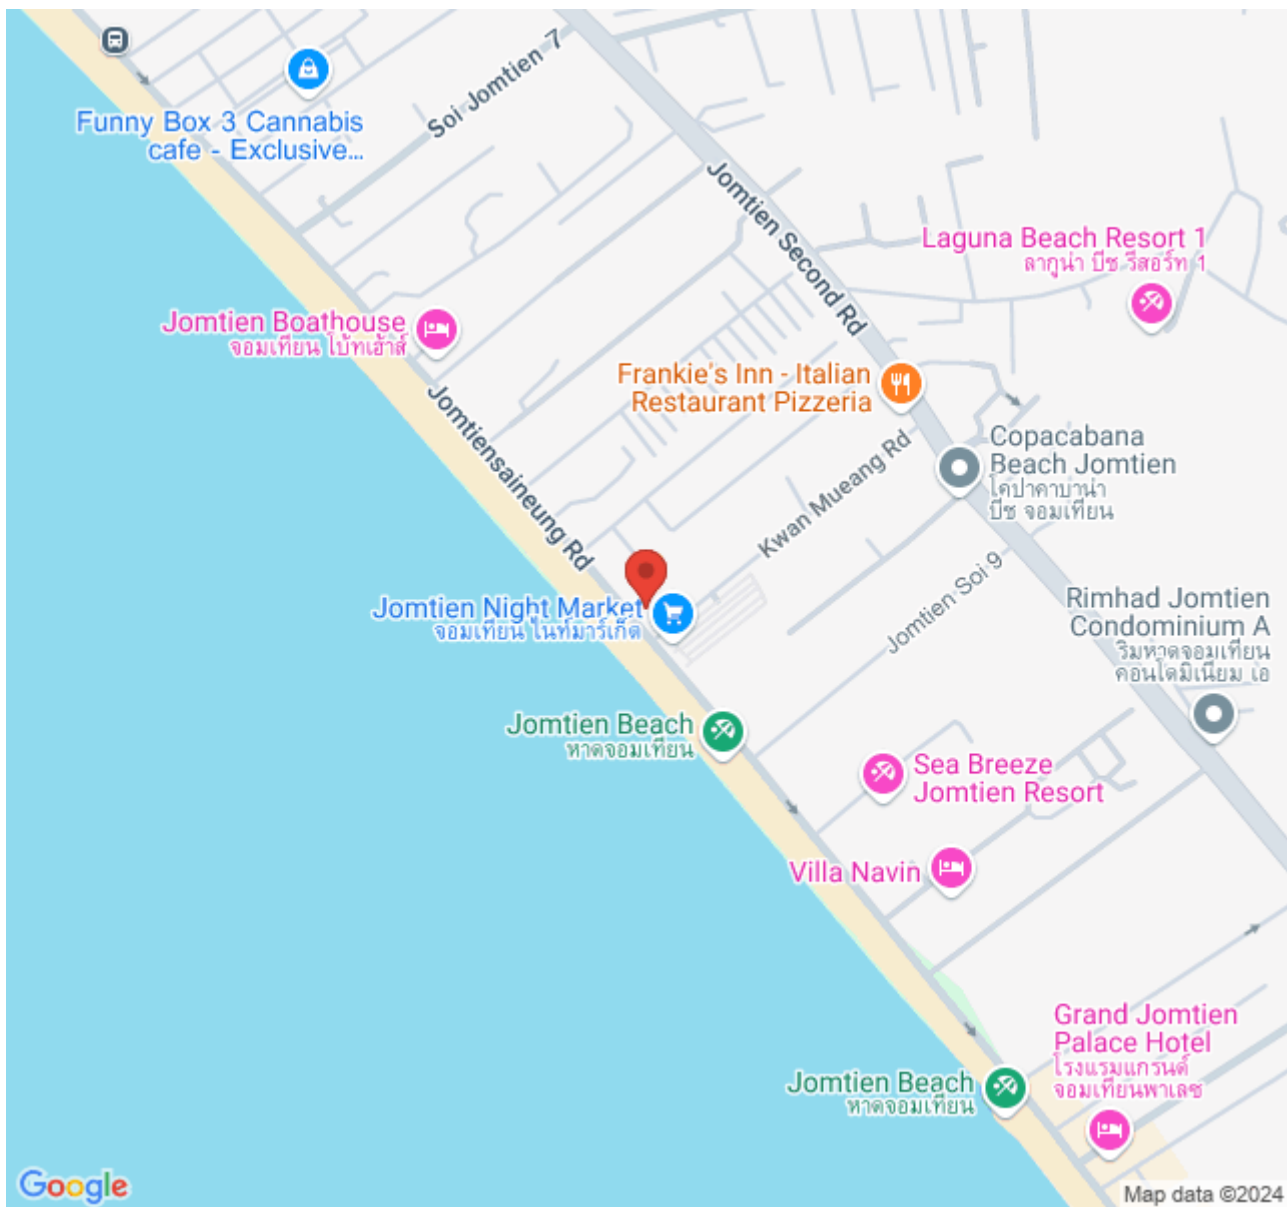 Soi Jomtien 7
Funny Box 3 Cannabis
cafe - Exclusive...
Jomtien Second Rd
Laguna Beach Resort 1
ลากูน่า บีช รีสอร์ท 1
Jomtien Boathouse
จอมเทียน โบ้ทเฮ้าส์
Frankie's Inn - Italian
Restaurant Pizzeria
Jomtiensaineung Rd
Kwan Mueang Rd
Copacabana
Beach Jomtien
โคปาคาบาน่า
บีช จอมเทียน
Jomtien Soi 9
Jomtien Night Market
จอมเทียน ไนท์มาร์เก็ต
Rimhad Jomtien
Condominium A
ริมหาดจอมเทียน
คอนโดมิเนียม เอ
Jomtien Beach
หาดจอมเทียน
Sea Breeze
Jomtien Resort
Villa Navin
Grand Jomtien
Palace Hotel
โรงแรมแกรนด์
จอมเทียนพาเลซ
Jomtien Beach
หาดจอมเทียน
Google
Map data ©2024